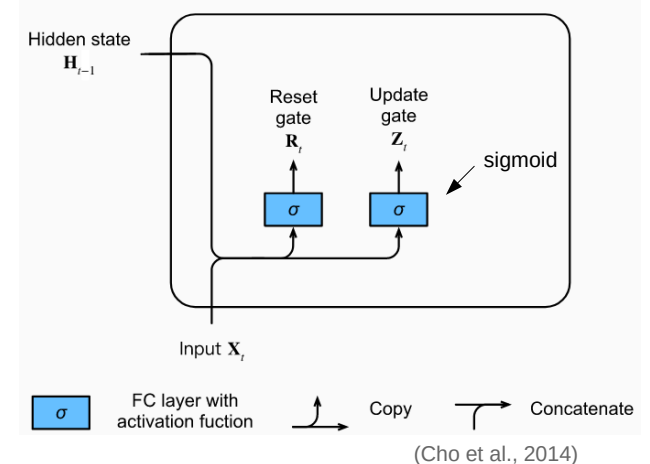 Hidden state
H_{t−1}
Reset
gate
R_t
Update
gate
Z_t
sigmoid
σ
σ
Input X_t
σ
FC layer with
activation fuction
Copy
Concatenate
(Cho et al., 2014)